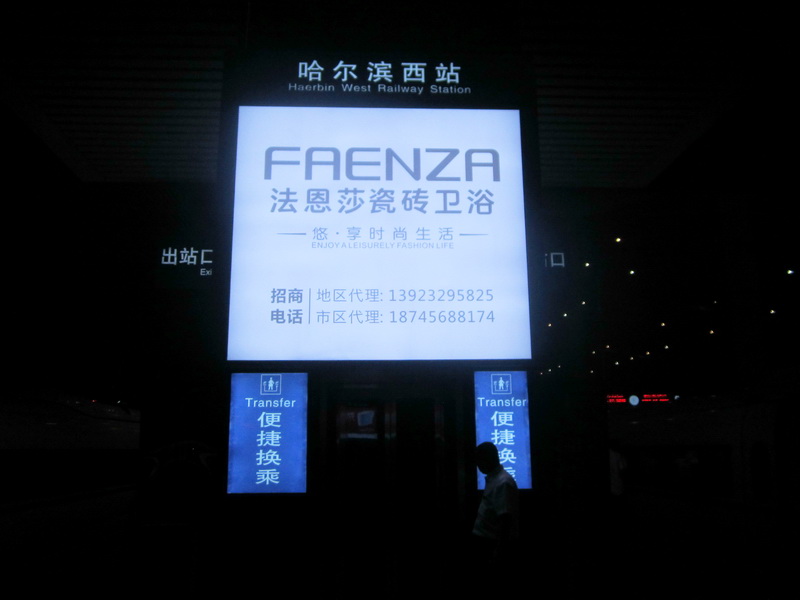 哈尔滨西站
Haerbin West Railway Station
FAENZA
法恩莎瓷砖卫浴
悠·享时尚生活
ENJOY A LEISURELY FASHION LIFE
出站口
Exi
口
招商 地区代理: 13923295825
电话 市区代理: 18745688174
Transfer
便捷换乘
Transfer
便捷换乘